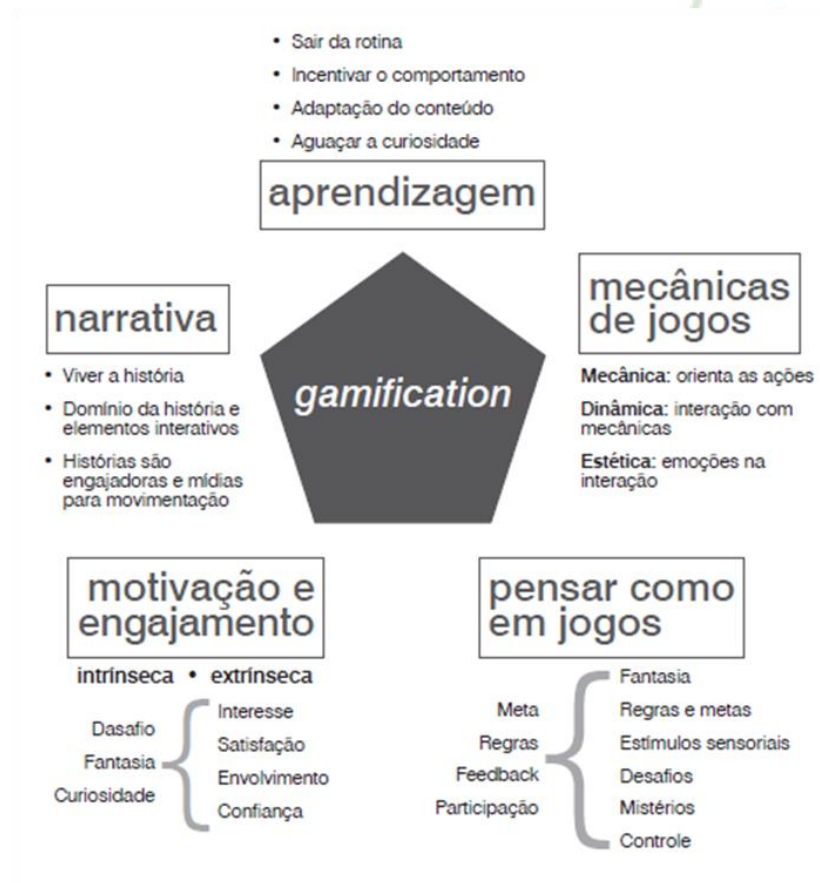 • Sair da rotina
• Incentivar o comportamento
• Adaptação do conteúdo
• Aguaçar a curiosidade
aprendizagem
narrativa
• Viver a história
• Domínio da história e
elementos interativos
• Histórias são
engajadoras e mídias
para movimentação
gamification
mecânicas
de jogos
Mecânica: orienta as ações
Dinâmica: interação com
mecânicas
Estética: emoções na
interação
motivação e
engajamento
intrínseca • extrínseca
Dasafio
Fantasia
Curiosidade
Interesse
Satisfação
Envolvimento
Confiança
pensar como
em jogos
Meta
Regras
Feedback
Participação
Fantasia
Regras e metas
Estímulos sensoriais
Desafios
Mistérios
Controle